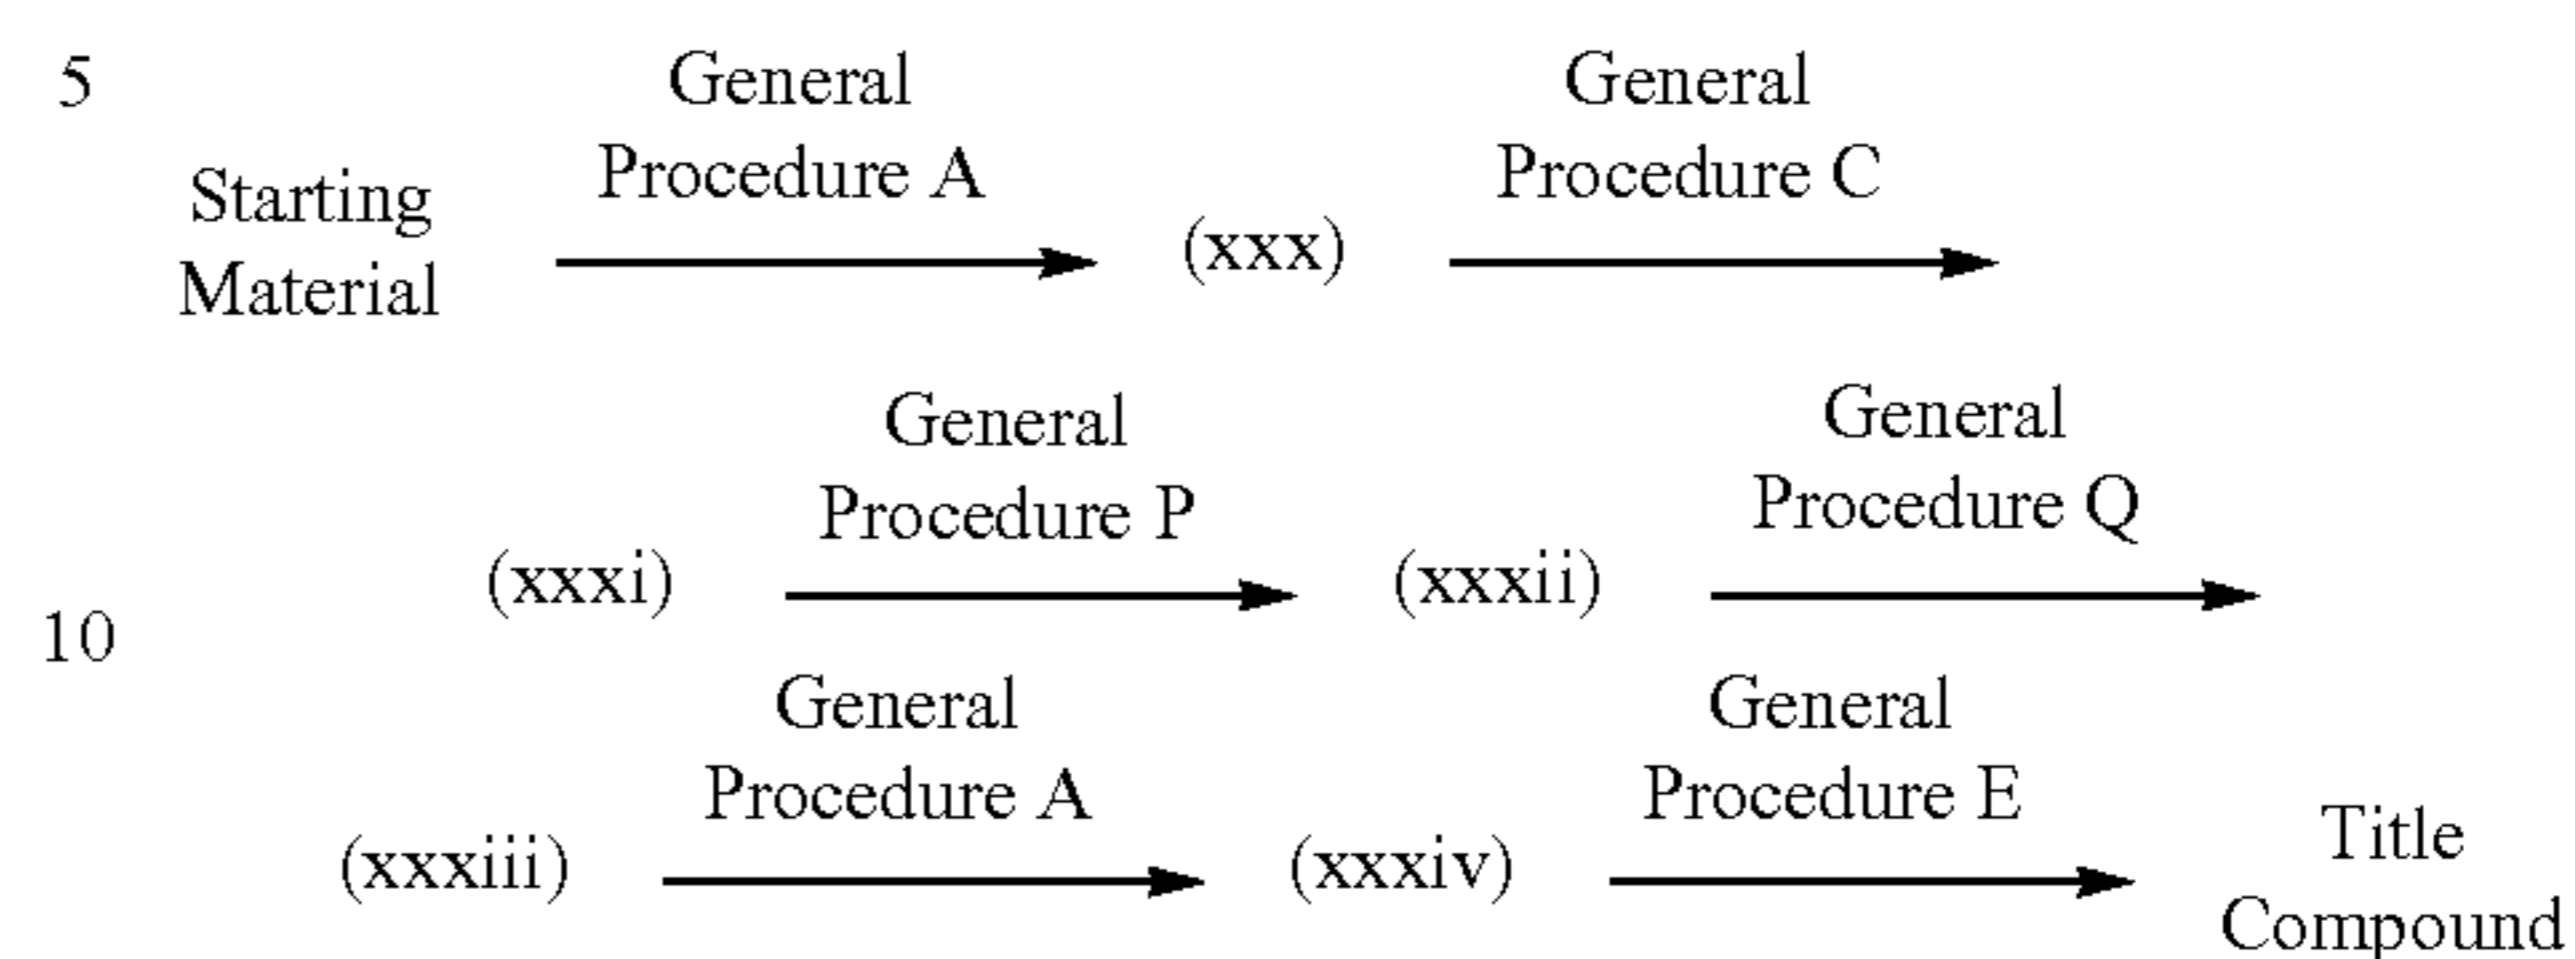 5
General
Procedure A
General
Procedure C
Starting
Material
(xxx)
General
Procedure P
General
Procedure Q
(xxxi)
(xxxii)
10
General
Procedure A
General
Procedure E
(xxxiii)
(xxxiv)
Title
Compound